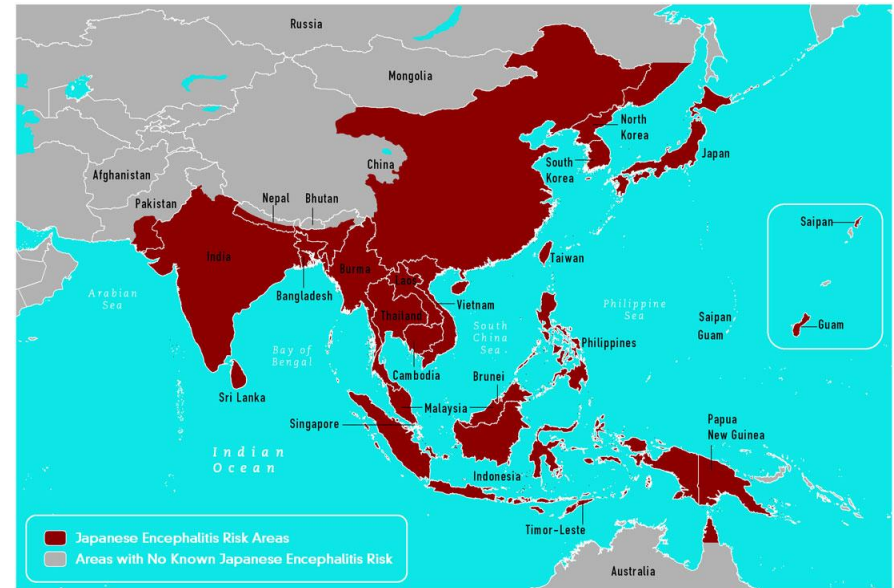 Russia
Mongolia
North
Korea
China
South
Korea
Japan
Afghanistan
Pakistan
Nepal
Bhutan
Saipan
India
Taiwan
Burma
Laos
Bangladesh
Vietnam
Arabian
Sea
Philippine
Sea
Thailand
Saipan
Guam
Guam
South
China
Sea
Philippines
Bay of
Bengal
Cambodia
Brunei
Sri Lanka
Malaysia
Singapore
Papua
New Guinea
Indian
Ocean
Indonesia
Timor-Leste
Japanese Encephalitis Risk Areas
Areas with No Known Japanese Encephalitis Risk
Australia